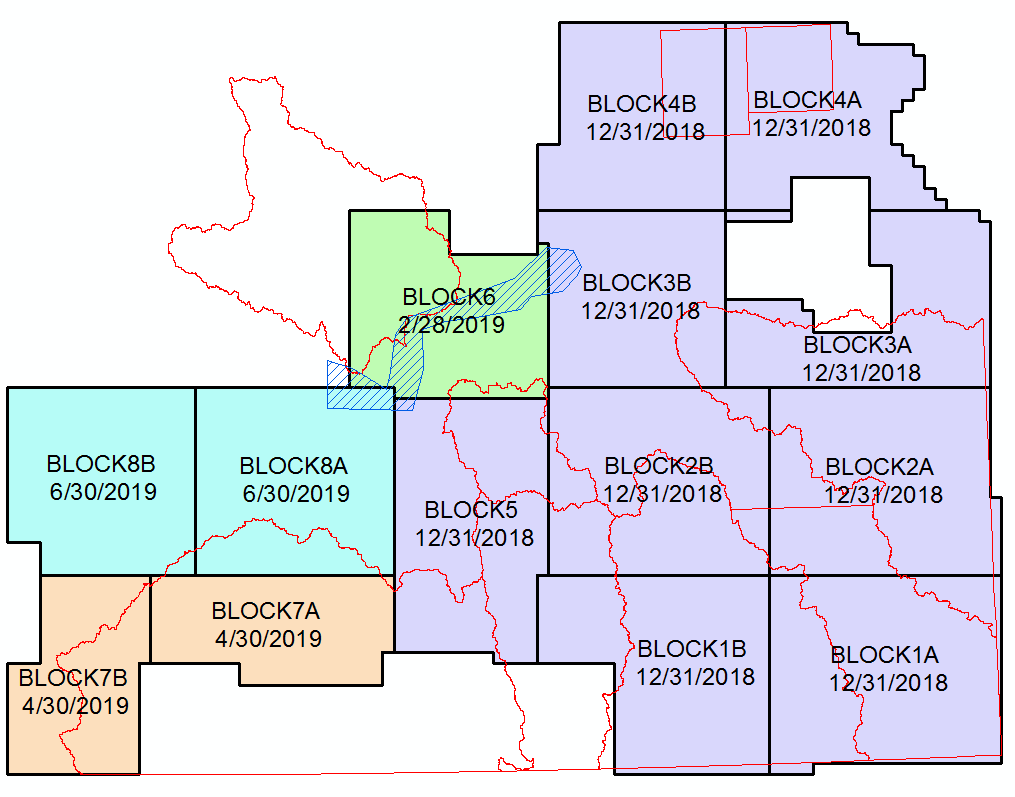 BLOCK4B
12/31/2018
BLOCK4A
12/31/2018
BLOCK6
2/28/2019
BLOCK3B
12/31/2018
BLOCK3A
12/31/2018
BLOCK8B
6/30/2019
BLOCK8A
6/30/2019
BLOCK5
12/31/2018
BLOCK2B
12/31/2018
BLOCK2A
12/31/2018
BLOCK7B
4/30/2019
BLOCK7A
4/30/2019
BLOCK1B
12/31/2018
BLOCK1A
12/31/2018